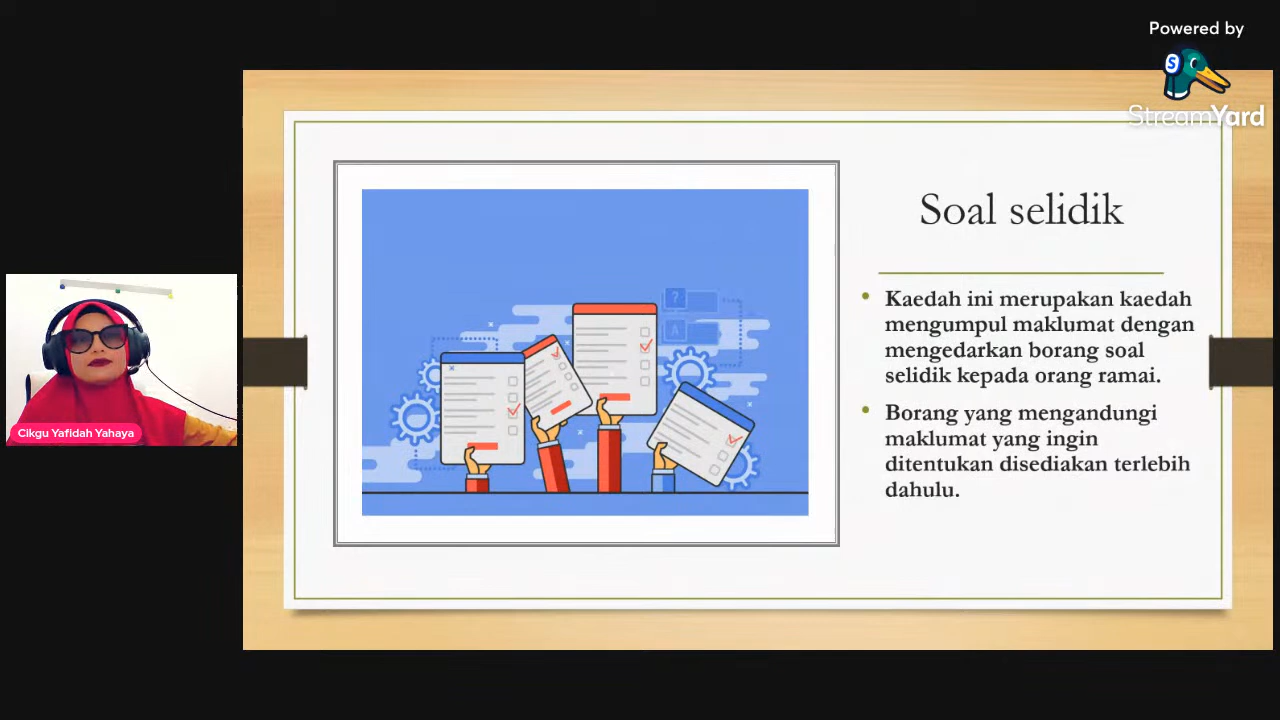 Powered by
StreamYard
Soal selidik
Kaedah ini merupakan kaedah
mengumpul maklumat dengan
mengedarkan borang soal
selidik kepada orang ramai.
Borang yang mengandungi
maklumat yang ingin
ditentukan disediakan terlebih
dahulu.
Cikgu Yafidah Yahaya
S
?
A